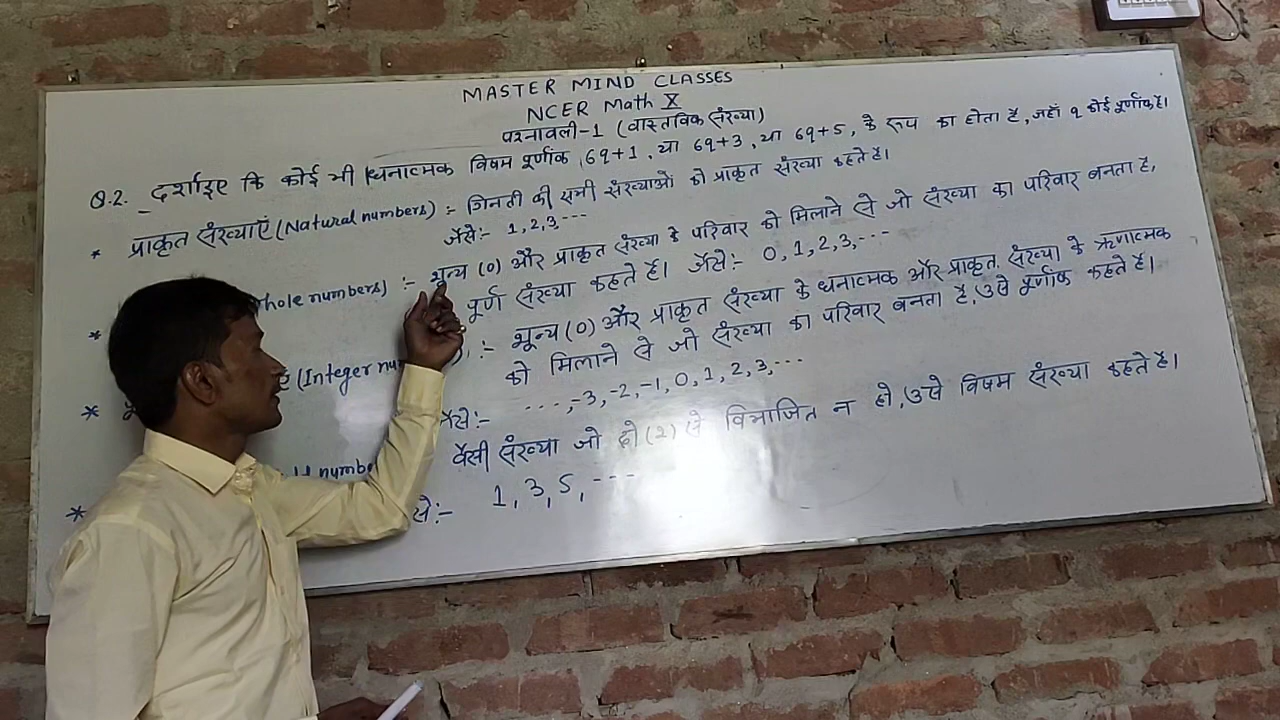 MASTER MIND CLASSES
NCER Math X
प्रश्नावली-1 (वास्तविक संख्या)
Q.2. दर्शाइए कि कोई भी धनात्मक विषम पूर्णांक 6q+1, या 6q+3, या 6q+5, के रूप का होता है, जहाँ q कोई पूर्णांक है।
* प्राकृत संख्याएँ (Natural numbers) :- गिनती की सभी संख्याओं को प्राकृत संख्या कहते हैं।
जैसे:- 1,2,3---
* whole numbers) :- शून्य (0) और प्राकृत संख्या के परिवार को मिलाने से जो संख्या का परिवार बनता है,
पूर्ण संख्या कहते हैं। जैसे:- 0,1,2,3,---
* (Integer :- शून्य (0) और प्राकृत संख्या के धनात्मक और प्राकृत संख्या के ऋणात्मक
को मिलाने से जो संख्या का परिवार बनता है, उसे पूर्णांक कहते हैं।
जैसे:- ...,-3,-2,-1,0,1,2,3,...
* वैसी संख्या जो दो (2) से विभाजित न हो, उसे विषम संख्या कहते हैं।
1,3,5,---